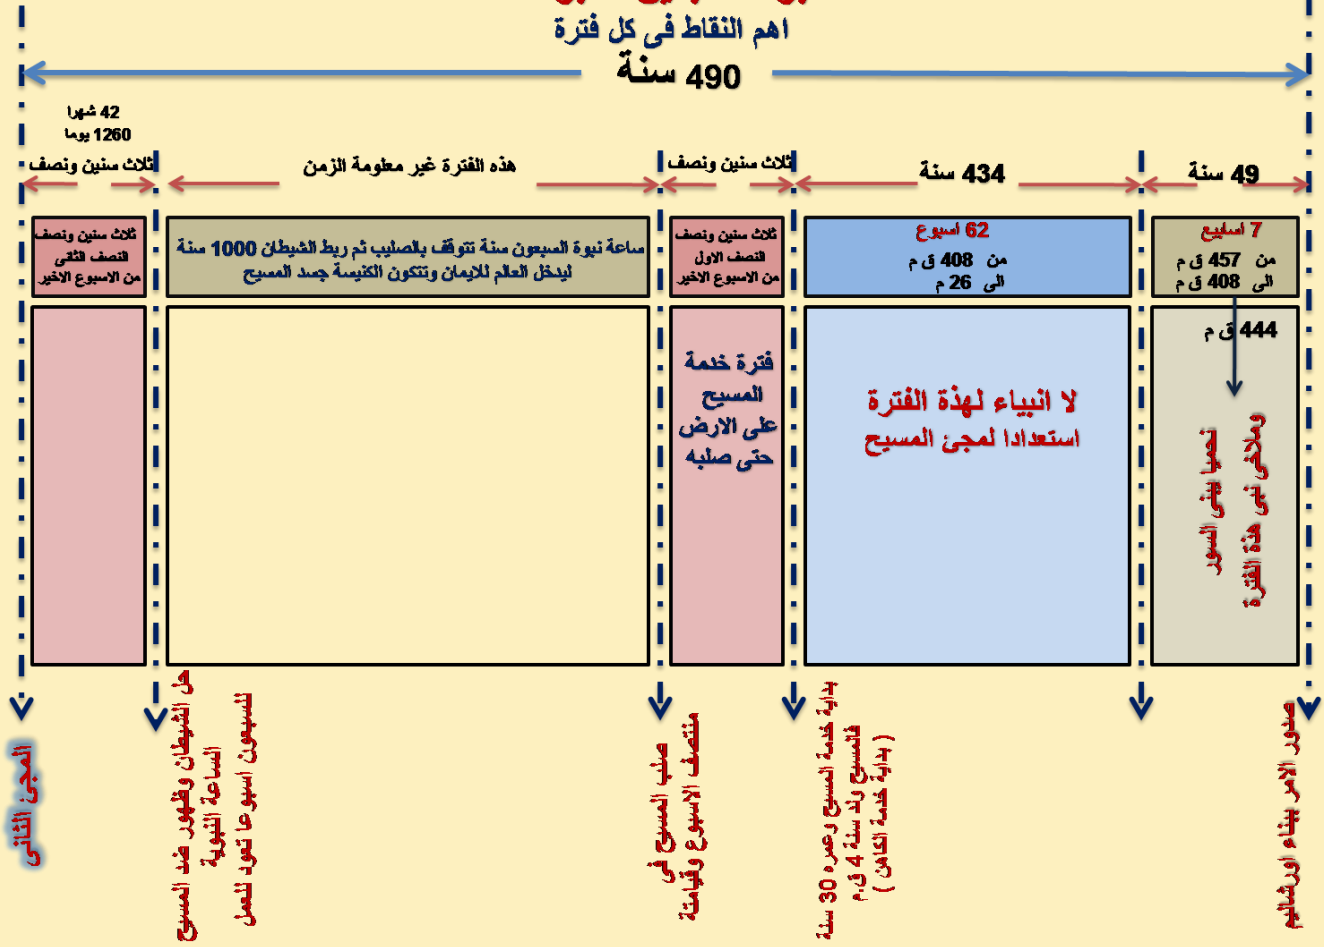 اهم النقاط فى كل فترة
490 سنة
49 سنة
434 سنة
ثلاث سنين ونصف
هذه الفترة غير معلومة الزمن
42 شهرا
1260 يوما
ثلاث سنين ونصف
7 اسابيع
من 457 ق م
الى 408 ق م
62 اسبوع
من 408 ق م
الى 26 م
ثلاث سنين ونصف
النصف الاول
من الاسبوع الاخير
ساعة نبوة السبعون سنة تتوقف بالصليب ثم ربط الشيطان 1000 سنة
ليدخل العالم للايمان وتتكون الكنيسة جسد المسيح
ثلاث سنين ونصف
النصف الثانى
من الاسبوع الاخير
444 ق م
نحميا يبنى السور
وملاخى نبى هذة الفترة
لا انبياء لهذة الفترة
استعدادا لمجئ المسيح
فترة خدمة
المسيح
على الارض
حتى صلبه
صدور الامر ببناء اورشاليم
بداية خدمة المسيح وعمره 30 سنة
فالمسيح ولد سنة 4 ق.م
( بداية خدمة الكاهن )
صلب المسيح فى
منتصف الاسبوع وقيامتة
حل الشيطان وظهور ضد المسيح
الساعة النبوية
للسبعون اسبوعا تعود للعمل
المجئ الثانى